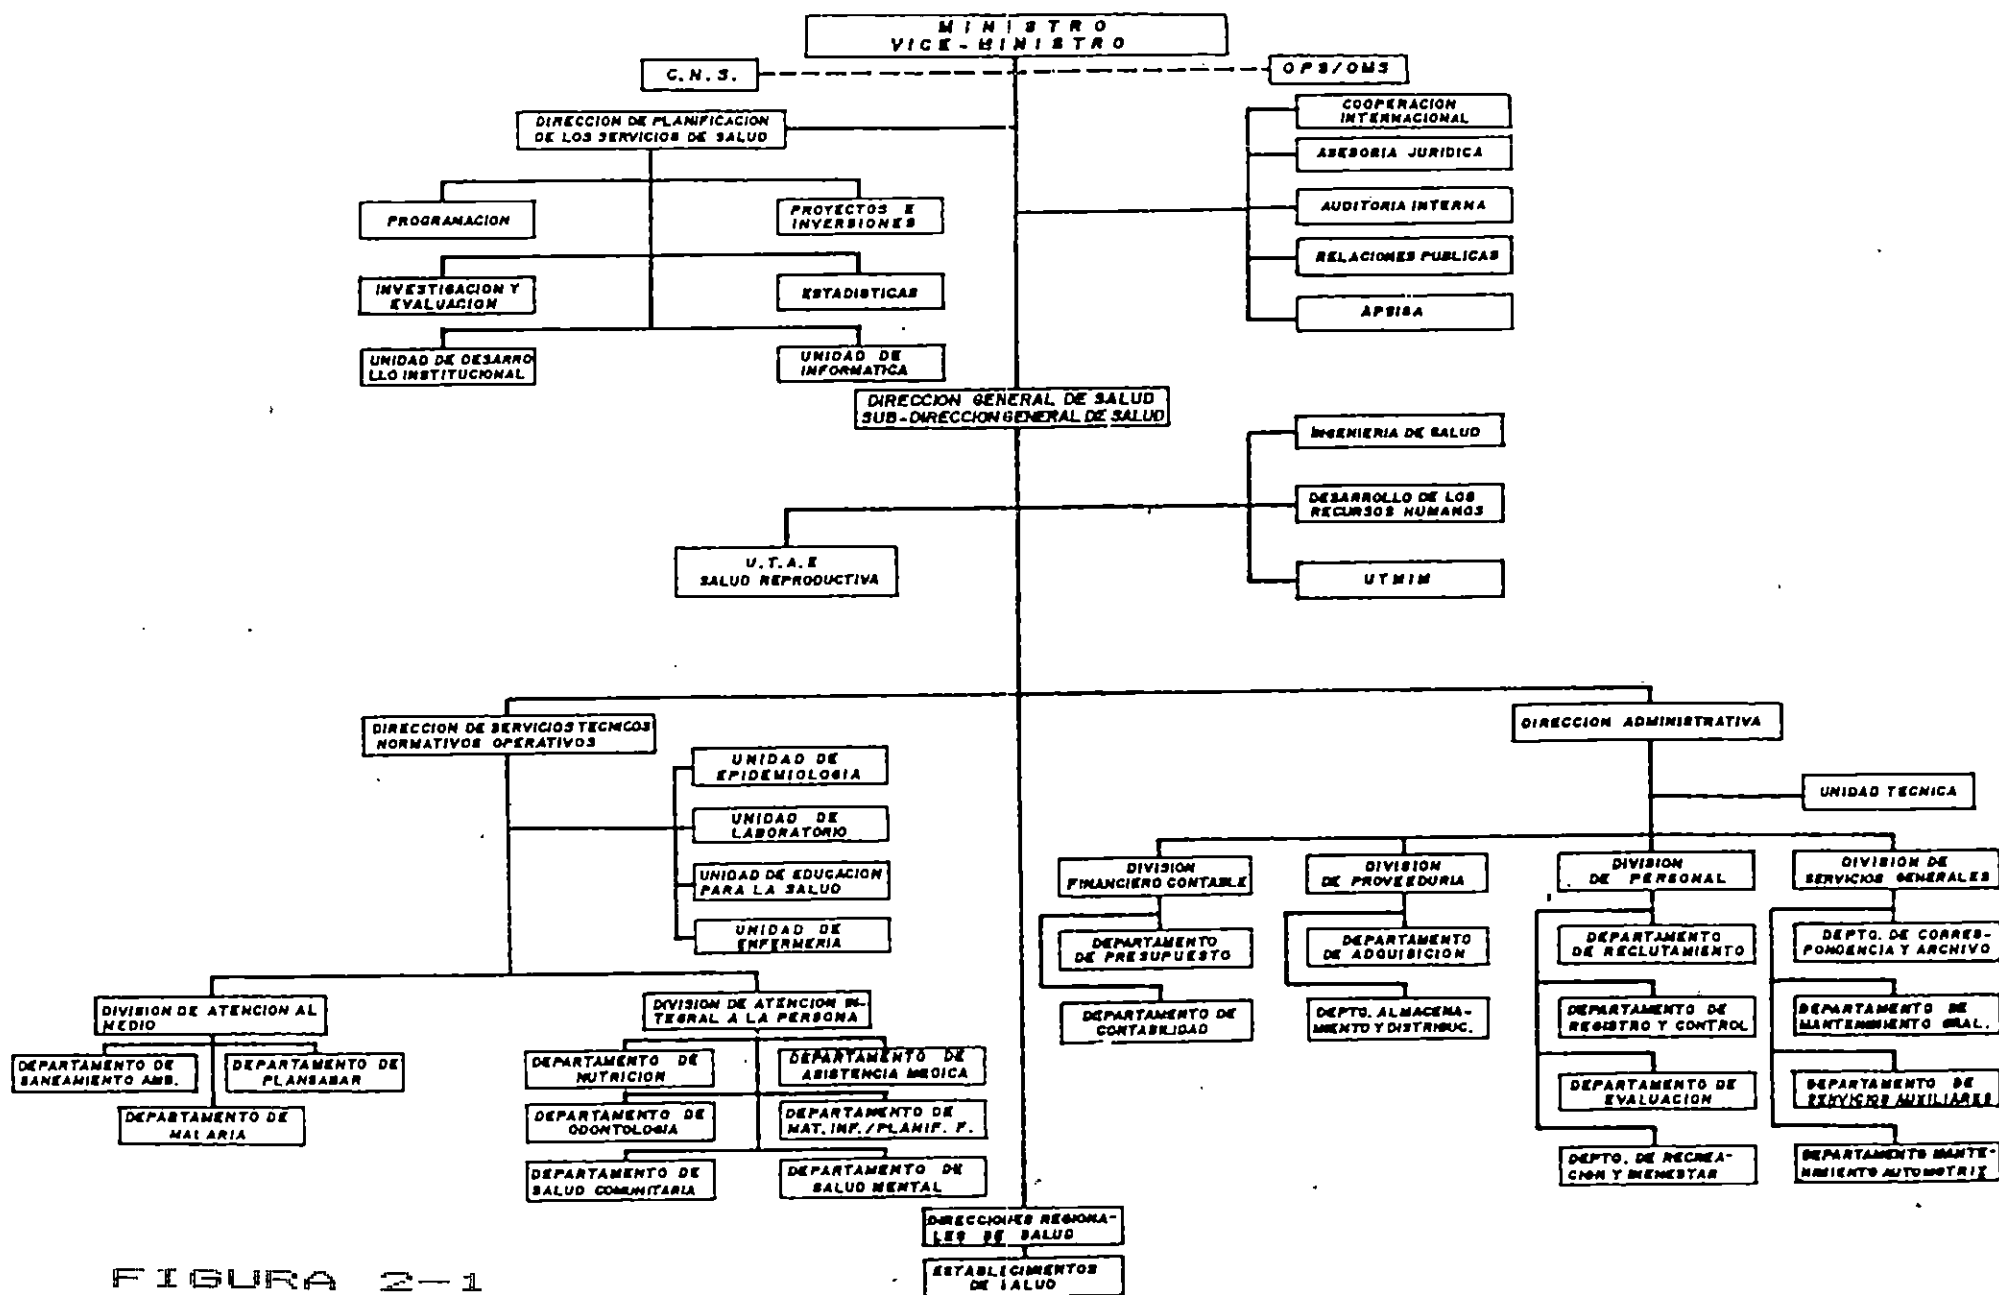 MINISTRO
VICE-MINISTRO
C.N.S.
OPS/OMS
DIRECCION DE PLANIFICACION
DE LOS SERVICIOS DE SALUD
COOPERACION
INTERNACIONAL
ASESORIA JURIDICA
AUDITORIA INTERNA
RELACIONES PUBLICAS
APSISA
PROGRAMACION
PROYECTOS E
INVERSIONES
INVESTIGACION Y
EVALUACION
ESTADISTICAS
UNIDAD DE DESARRO
LLO INSTITUCIONAL
UNIDAD DE
INFORMATICA
DIRECCION GENERAL DE SALUD
SUB-DIRECCION GENERAL DE SALUD
INGENIERIA DE SALUD
DESARROLLO DE LOS
RECURSOS HUMANOS
UTMIM
U.T.A.E
SALUD REPRODUCTIVA
DIRECCION DE SERVICIOS TECNICOS
NORMATIVOS OPERATIVOS
UNIDAD DE
EPIDEMIOLOGIA
UNIDAD DE
LABORATORIO
UNIDAD DE EDUCACION
PARA LA SALUD
UNIDAD DE
ENFERMERIA
DIVISION DE ATENCION AL
MEDIO
DEPARTAMENTO DE
SANEAMIENTO AMB.
DEPARTAMENTO DE
PLANSABAR
DEPARTAMENTO DE
MALARIA
DIVISION DE ATENCION IN-
TEGRAL A LA PERSONA
DEPARTAMENTO DE
NUTRICION
DEPARTAMENTO DE
ASISTENCIA MEDICA
DEPARTAMENTO DE
ODONTOLOGIA
DEPARTAMENTO DE
MAT. INF./PLANIF. F.
DEPARTAMENTO DE
SALUD COMUNITARIA
DEPARTAMENTO DE
SALUD MENTAL
DIRECCION ADMINISTRATIVA
UNIDAD TECNICA
DIVISION
FINANCIERO CONTABLE
DEPARTAMENTO
DE PRESUPUESTO
DEPARTAMENTO DE
CONTABILIDAD
DIVISION
DE PROVEEDURIA
DEPARTAMENTO
DE ADQUISICION
DEPTO. ALMACENA-
MIENTO Y DISTRIBUC.
DIVISION
DE PERSONAL
DEPARTAMENTO
DE RECLUTAMIENTO
DEPARTAMENTO DE
REGISTRO Y CONTROL
DEPARTAMENTO DE
EVALUACION
DEPTO. DE RECREA-
CION Y BIENESTAR
DIVISION DE
SERVICIOS GENERALES
DEPTO. DE CORRES-
PONDENCIA Y ARCHIVO
DEPARTAMENTO DE
MANTENIMIENTO GRAL.
DEPARTAMENTO DE
SERVICIOS AUXILIARES
DEPARTAMENTO MANTE-
NIMIENTO AUTOMOTRIZ
DIRECCIONES REGIONA-
LES DE SALUD
ESTABLECIMIENTOS
DE SALUD
FIGURA 2-1